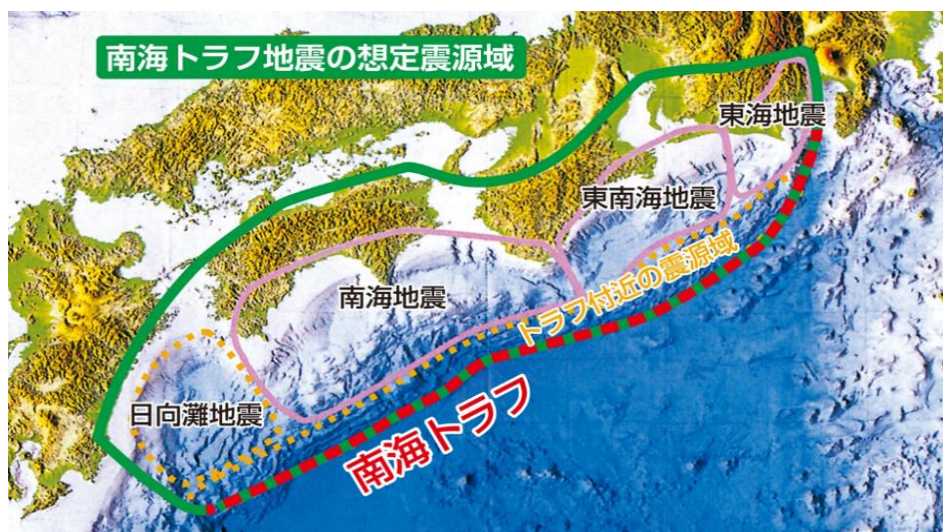 南海トラフ地震の想定震源域
東海地震
東南海地震
南海地震
トラフ付近の震源域
日向灘地震
南海トラフ